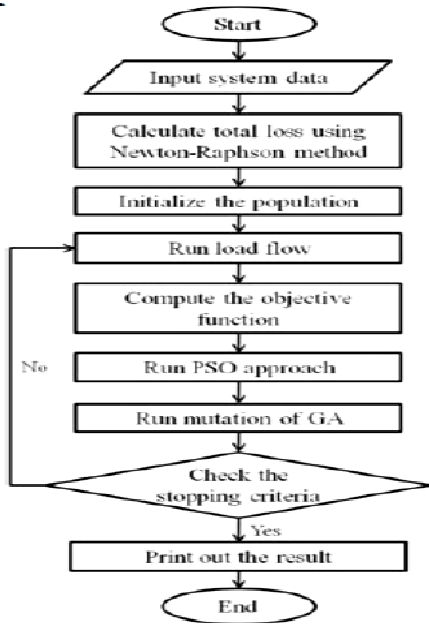 Start
Input system data
Calculate total loss using
Newton-Raphson method
Initialize the population
Run load flow
Compute the objective
function
No
Run PSO approach
Run mutation of GA
Check the
stopping criteria
Yes
Print out the result
End